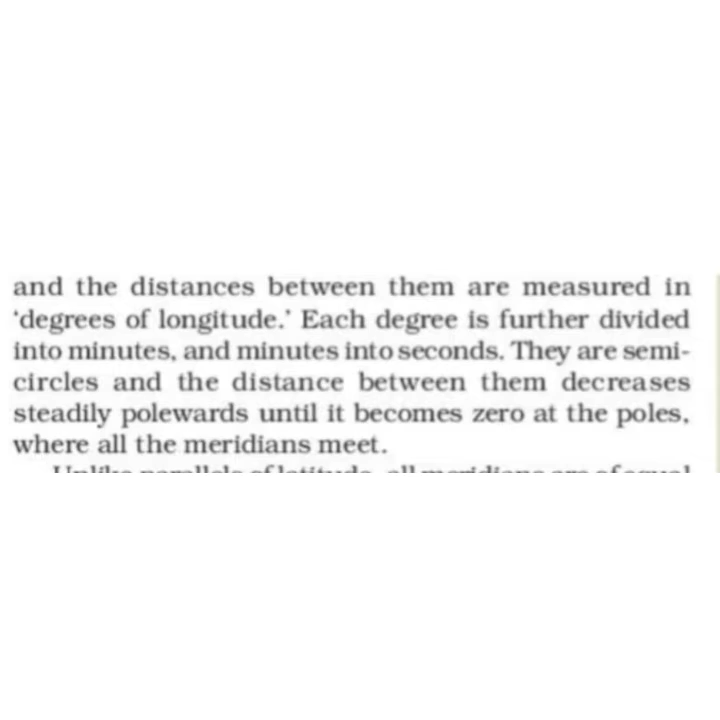 and the distances between them are measured in
‘degrees of longitude.’ Each degree is further divided
into minutes, and minutes into seconds. They are semi-
circles and the distance between them decreases
steadily polewards until it becomes zero at the poles,
where all the meridians meet.